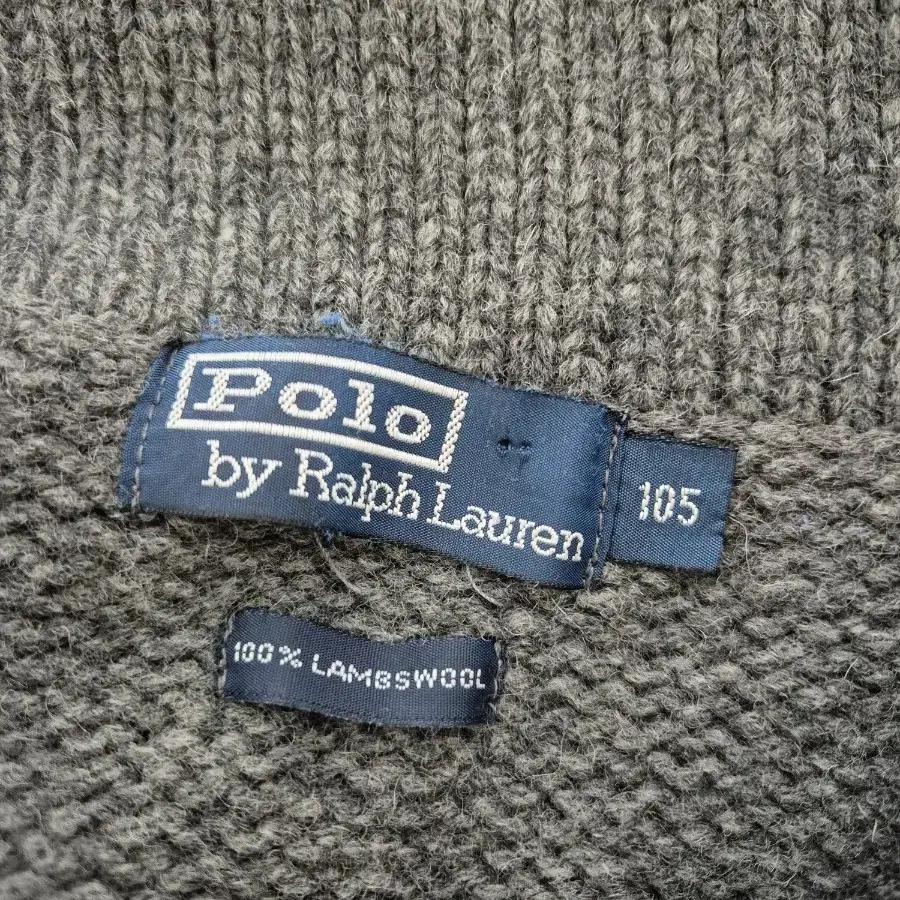 Polo
by Ralph Lauren
105
100% LAMBSWOOL